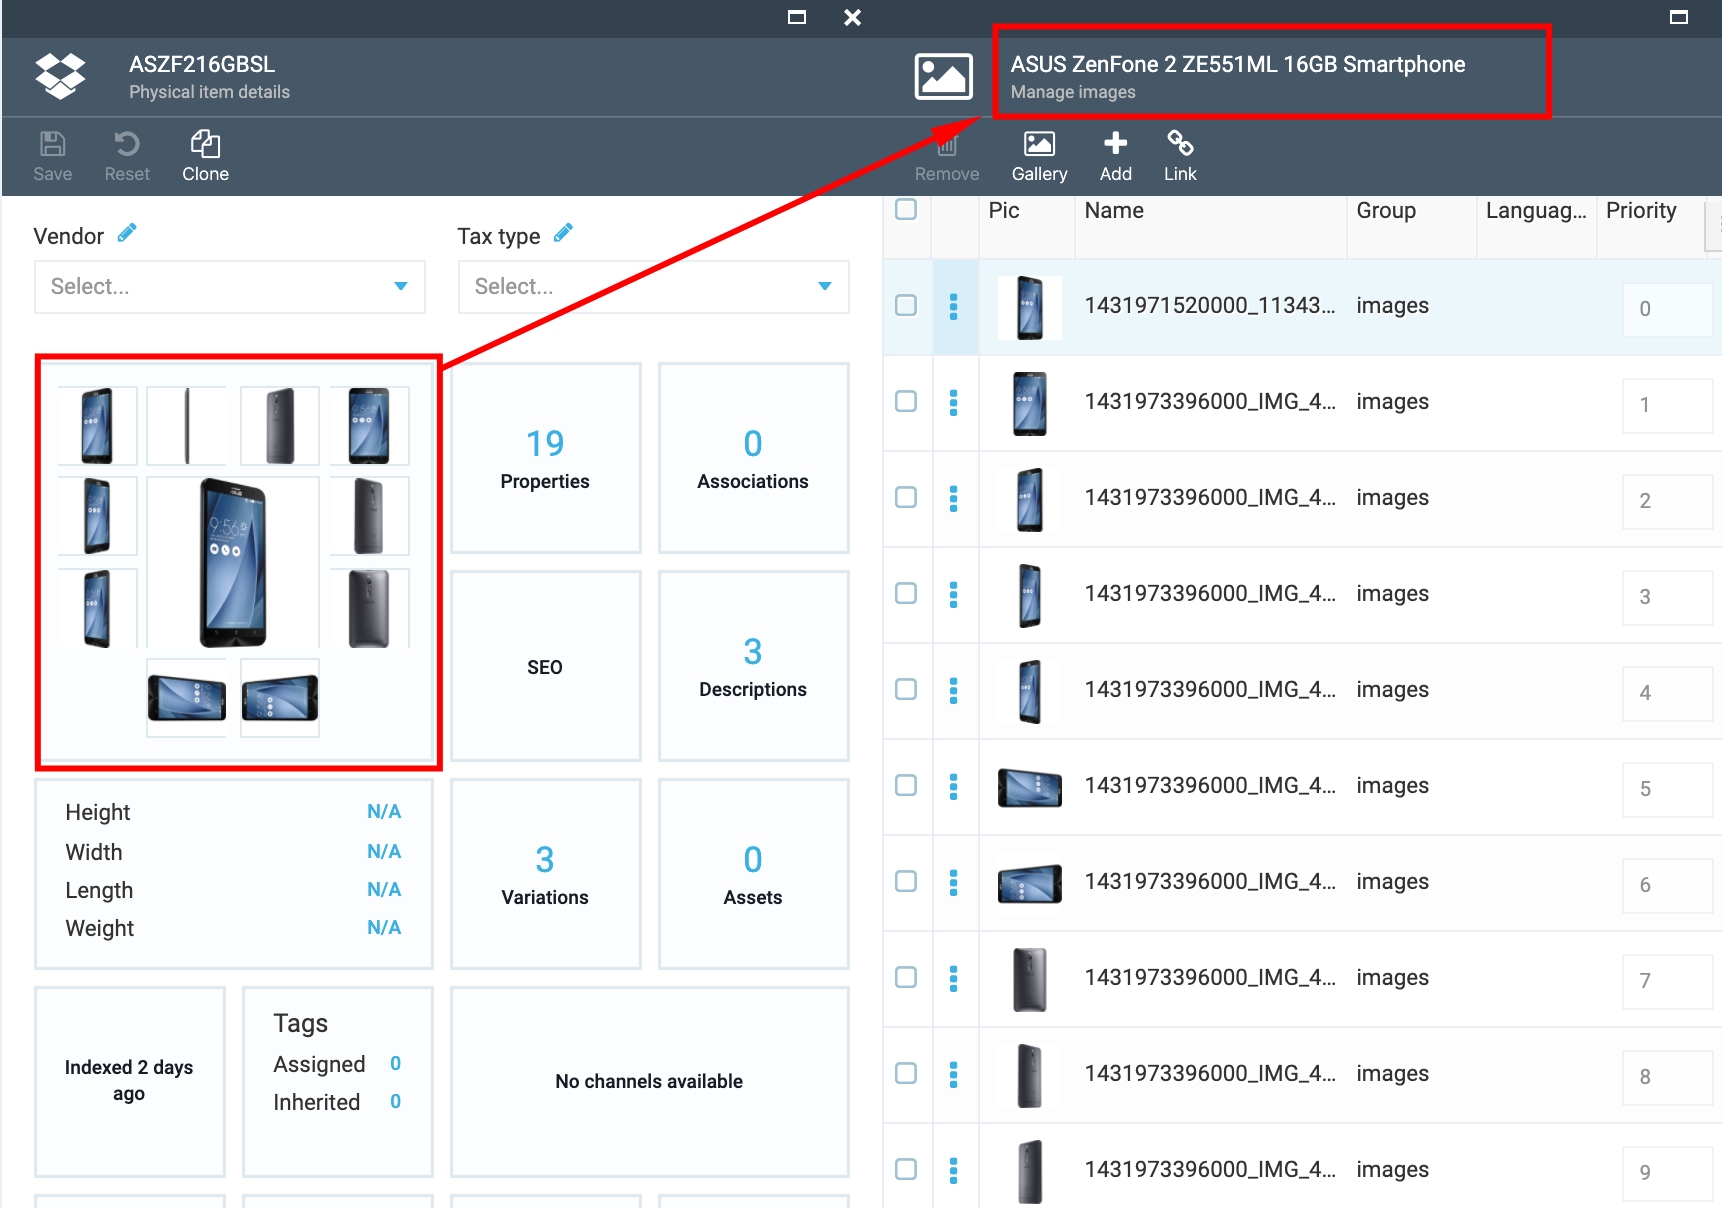 ASZF216GBSL
Physical item details
Save
Reset
Clone
Vendor
Tax type
Select...
Select...
19
Properties
0
Associations
SEO
3
Descriptions
Height N/A
Width N/A
Length N/A
Weight N/A
3
Variations
0
Assets
Indexed 2 days
ago
Tags
Assigned 0
Inherited 0
No channels available
ASUS ZenFone 2 ZE551ML 16GB Smartphone
Manage images
Remove
Gallery
Add
Link
Pic Name Group Languag... Priority
1431971520000_11343... images 0
1431973396000_IMG_4... images 1
1431973396000_IMG_4... images 2
1431973396000_IMG_4... images 3
1431973396000_IMG_4... images 4
1431973396000_IMG_4... images 5
1431973396000_IMG_4... images 6
1431973396000_IMG_4... images 7
1431973396000_IMG_4... images 8
1431973396000_IMG_4... images 9